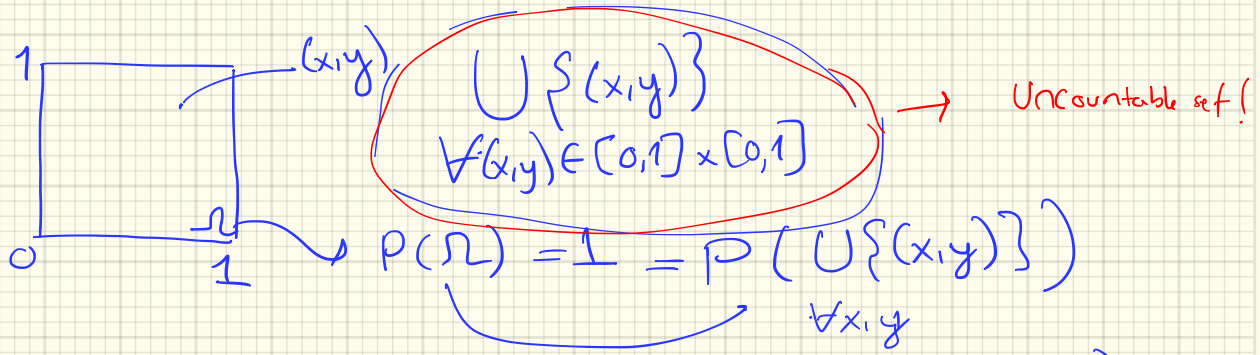 1
(x,y)
⋃{(x,y)}
∀(x,y)∈[0,1]×[0,1]
Uncountable set!
Ω
0
1
P(Ω) = 1 = P(∪{(x,y)})
∀x,y